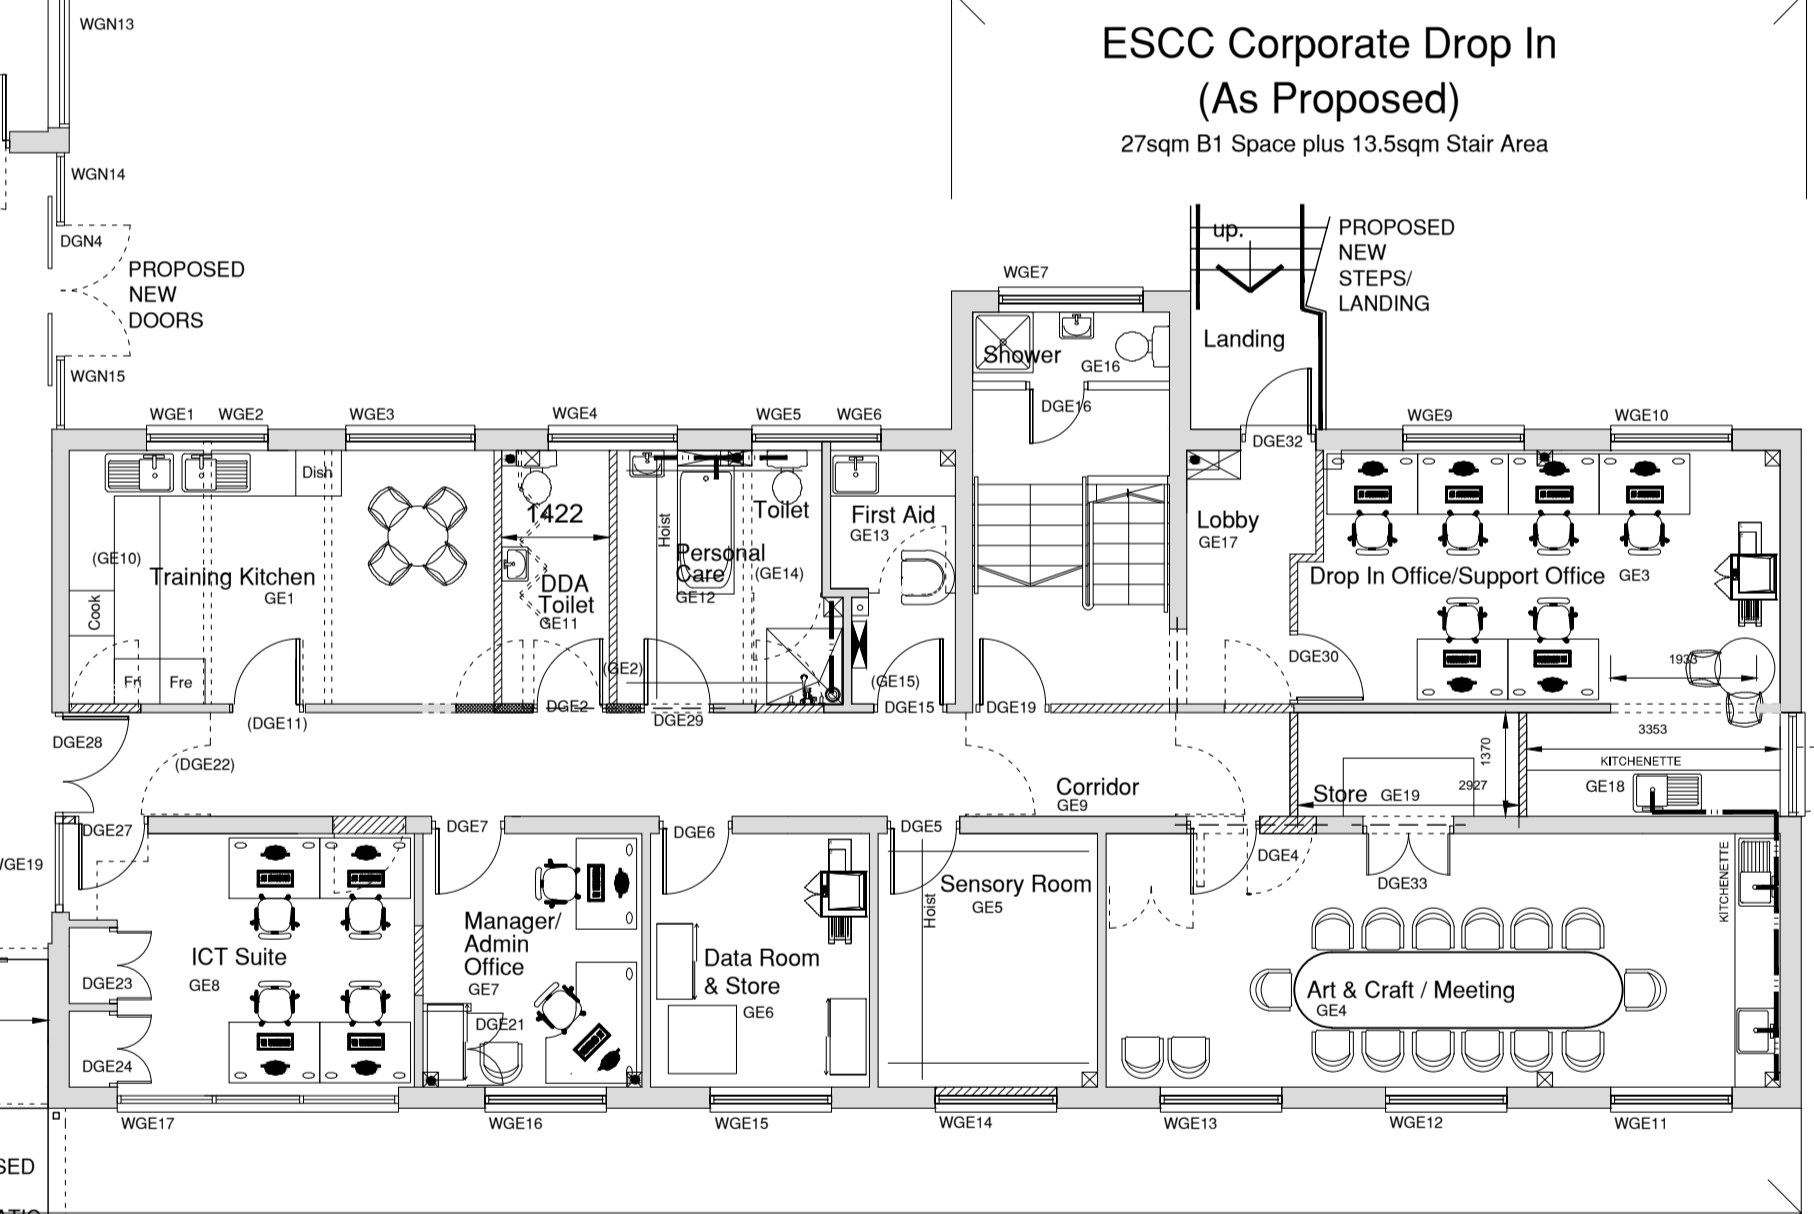 WGN13
ESCC Corporate Drop In
(As Proposed)
27sqm B1 Space plus 13.5sqm Stair Area
WGN14
DGN4
PROPOSED
NEW
DOORS
WGN15
up.
PROPOSED
NEW
STEPS/
LANDING
WGE7
Landing
Shower
GE16
DGE16
WGE1
WGE2
WGE3
WGE4
WGE5
WGE6
DGE32
WGE9
WGE10
Dish
1422
Hoist
Toilet
First Aid
GE13
Lobby
GE17
(GE10)
Training Kitchen
GE1
Cook
DDA
Toilet
GE11
Personal
Care
GE12
(GE14)
Drop In Office/Support Office
GE3
Fri
Fre
(GE2)
(GE15)
DGE30
1933
(DGE11)
DGE2
DGE29
DGE15
DGE19
DGE28
(DGE22)
Corridor
GE9
Store
GE19
2927
1370
3353
KITCHENETTE
GE18
DGE27
DGE7
DGE6
DGE5
DGE4
DGE33
WGE19
ICT Suite
GE8
DGE23
DGE24
Manager/
Admin
Office
GE7
DGE21
Data Room
& Store
GE6
Sensory Room
GE5
Hoist
Art & Craft / Meeting
GE4
KITCHENETTE
WGE17
WGE16
WGE15
WGE14
WGE13
WGE12
WGE11
SED